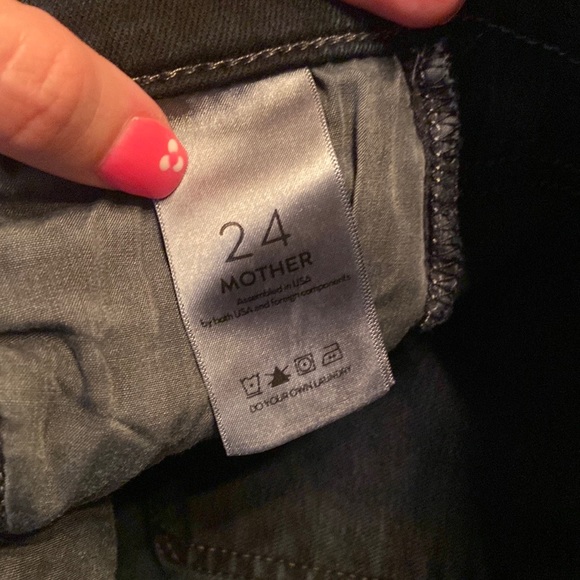 24
MOTHER
Assembled in USA
by both USA and foreign components
DO YOUR OWN LAUNDRY